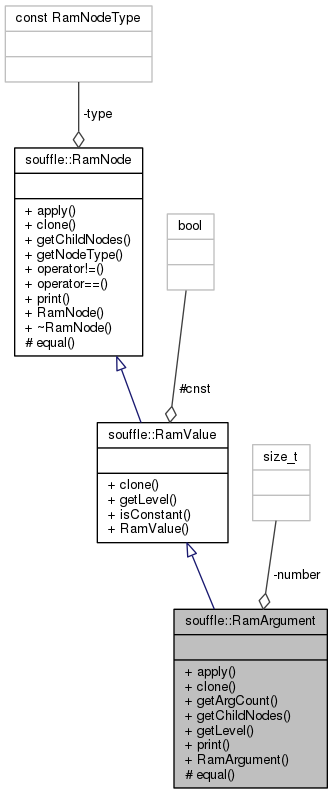 const RamNodeType
-type
souffle::RamNode
+ apply()
+ clone()
+ getChildNodes()
+ getNodeType()
+ operator!=()
+ operator==()
+ print()
+ RamNode()
+ ~RamNode()
# equal()
bool
#cnst
souffle::RamValue
+ clone()
+ getLevel()
+ isConstant()
+ RamValue()
size_t
-number
souffle::RamArgument
+ apply()
+ clone()
+ getArgCount()
+ getChildNodes()
+ getLevel()
+ print()
+ RamArgument()
# equal()